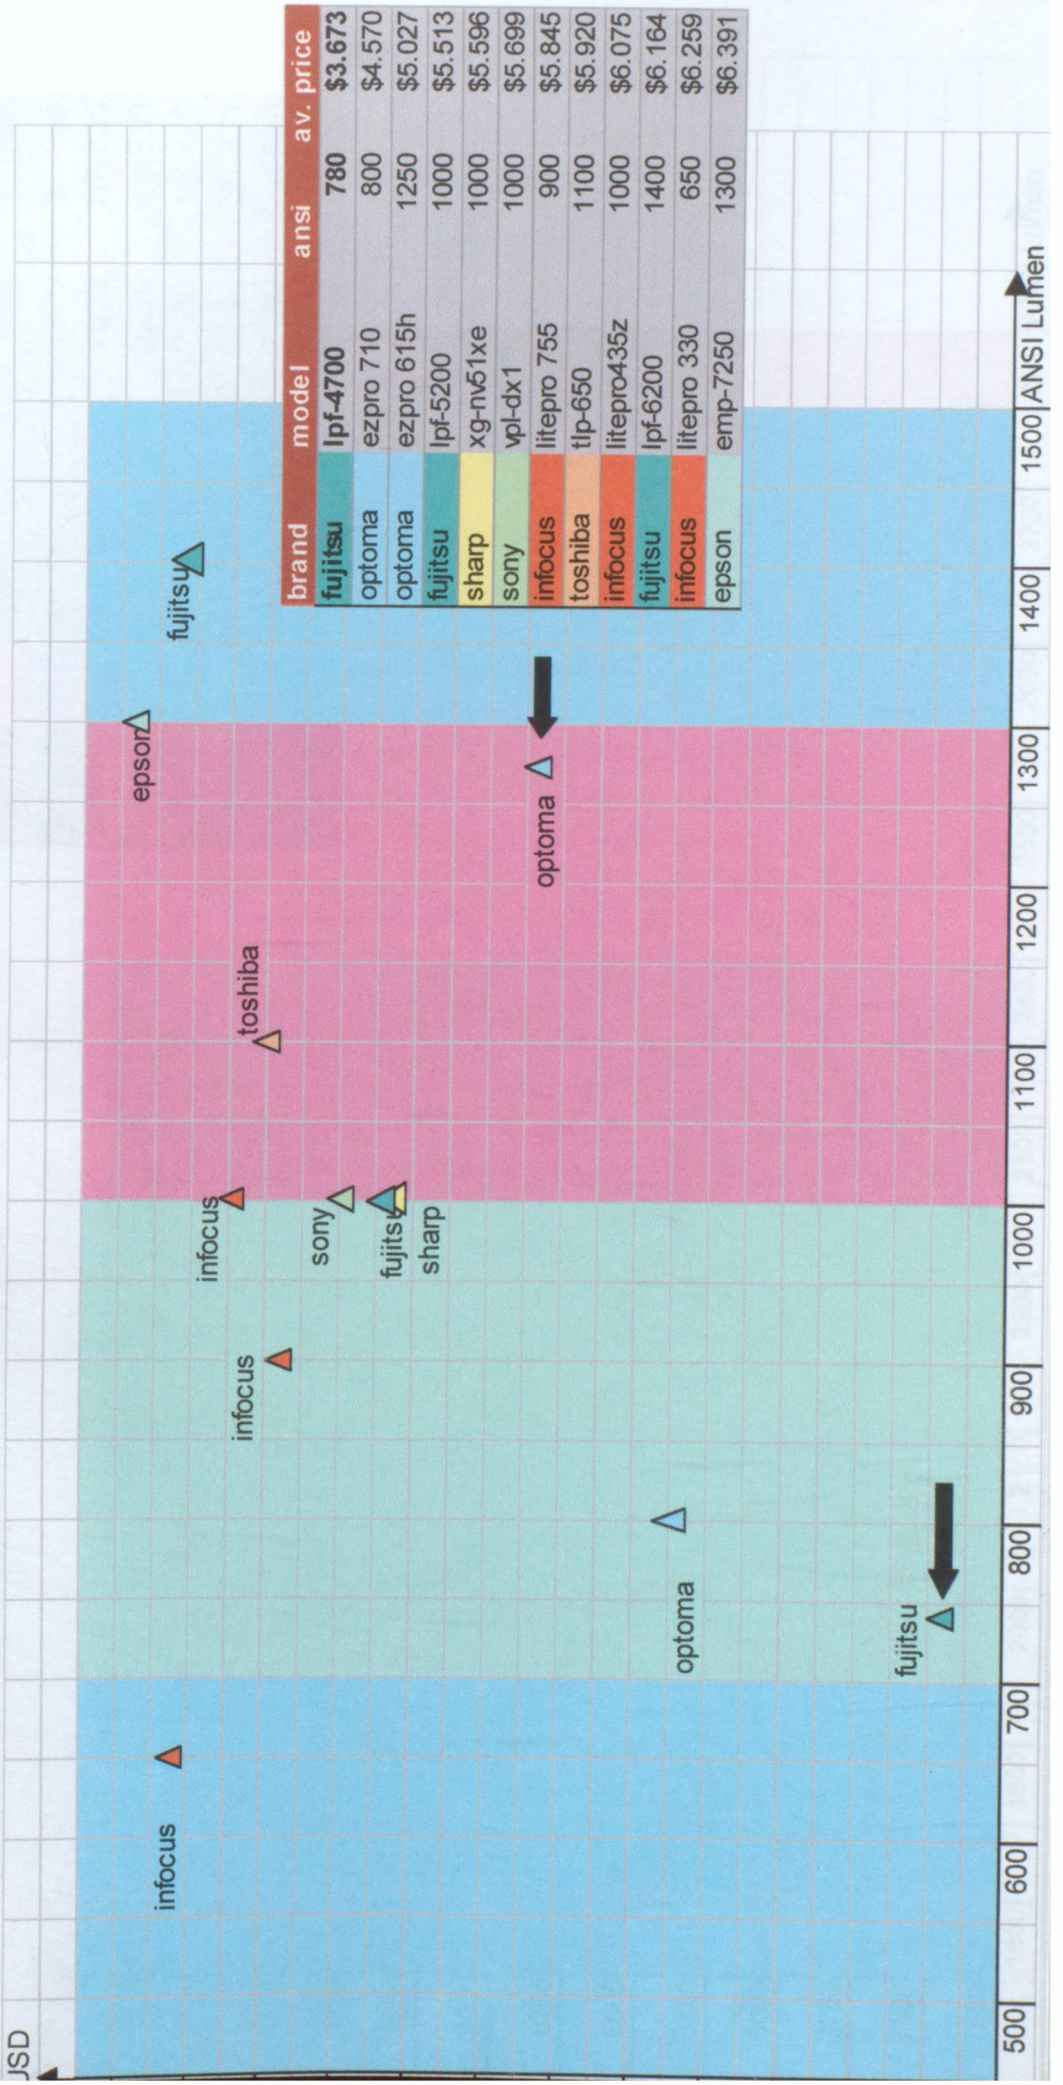 JSD
fujitsu
epson
infocus
infocus
toshiba
infocus
sony
fujitsu
sharp
optoma
optoma
fujitsu
brand model ansi av. price
fujitsu lpf-4700 780 $3.673
optoma ezpro 710 800 $4.570
optoma ezpro 615h 1250 $5.027
fujitsu lpf-5200 1000 $5.513
sharp xg-nv51xe 1000 $5.596
sony vpl-dx1 1000 $5.699
infocus litepro 755 900 $5.845
toshiba tlp-650 1100 $5.920
infocus litepro435z 1000 $6.075
fujitsu lpf-6200 1400 $6.164
infocus litepro 330 650 $6.259
epson emp-7250 1300 $6.391
500 600 700 800 900 1000 1100 1200 1300 1400 1500 ANSI Lumen